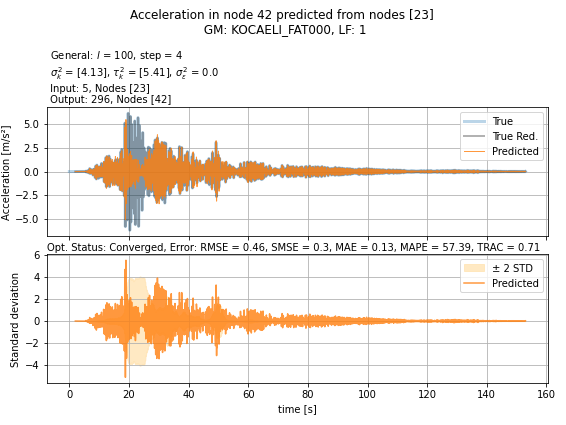 Acceleration in node 42 predicted from nodes [23]
GM: KOCAELI_FAT000, LF: 1
General: l = 100, step = 4
σ²ₖ = [4.13], τ²ₖ = [5.41], σ²ε = 0.0
Input: 5, Nodes [23]
Output: 296, Nodes [42]
Acceleration [m/s²]
5.0
2.5
0.0
−2.5
−5.0
True
True Red.
Predicted
Opt. Status: Converged, Error: RMSE = 0.46, SMSE = 0.3, MAE = 0.13, MAPE = 57.39, TRAC = 0.71
Standard deviation
6
4
2
0
−2
−4
± 2 STD
Predicted
0 20 40 60 80 100 120 140 160
time [s]